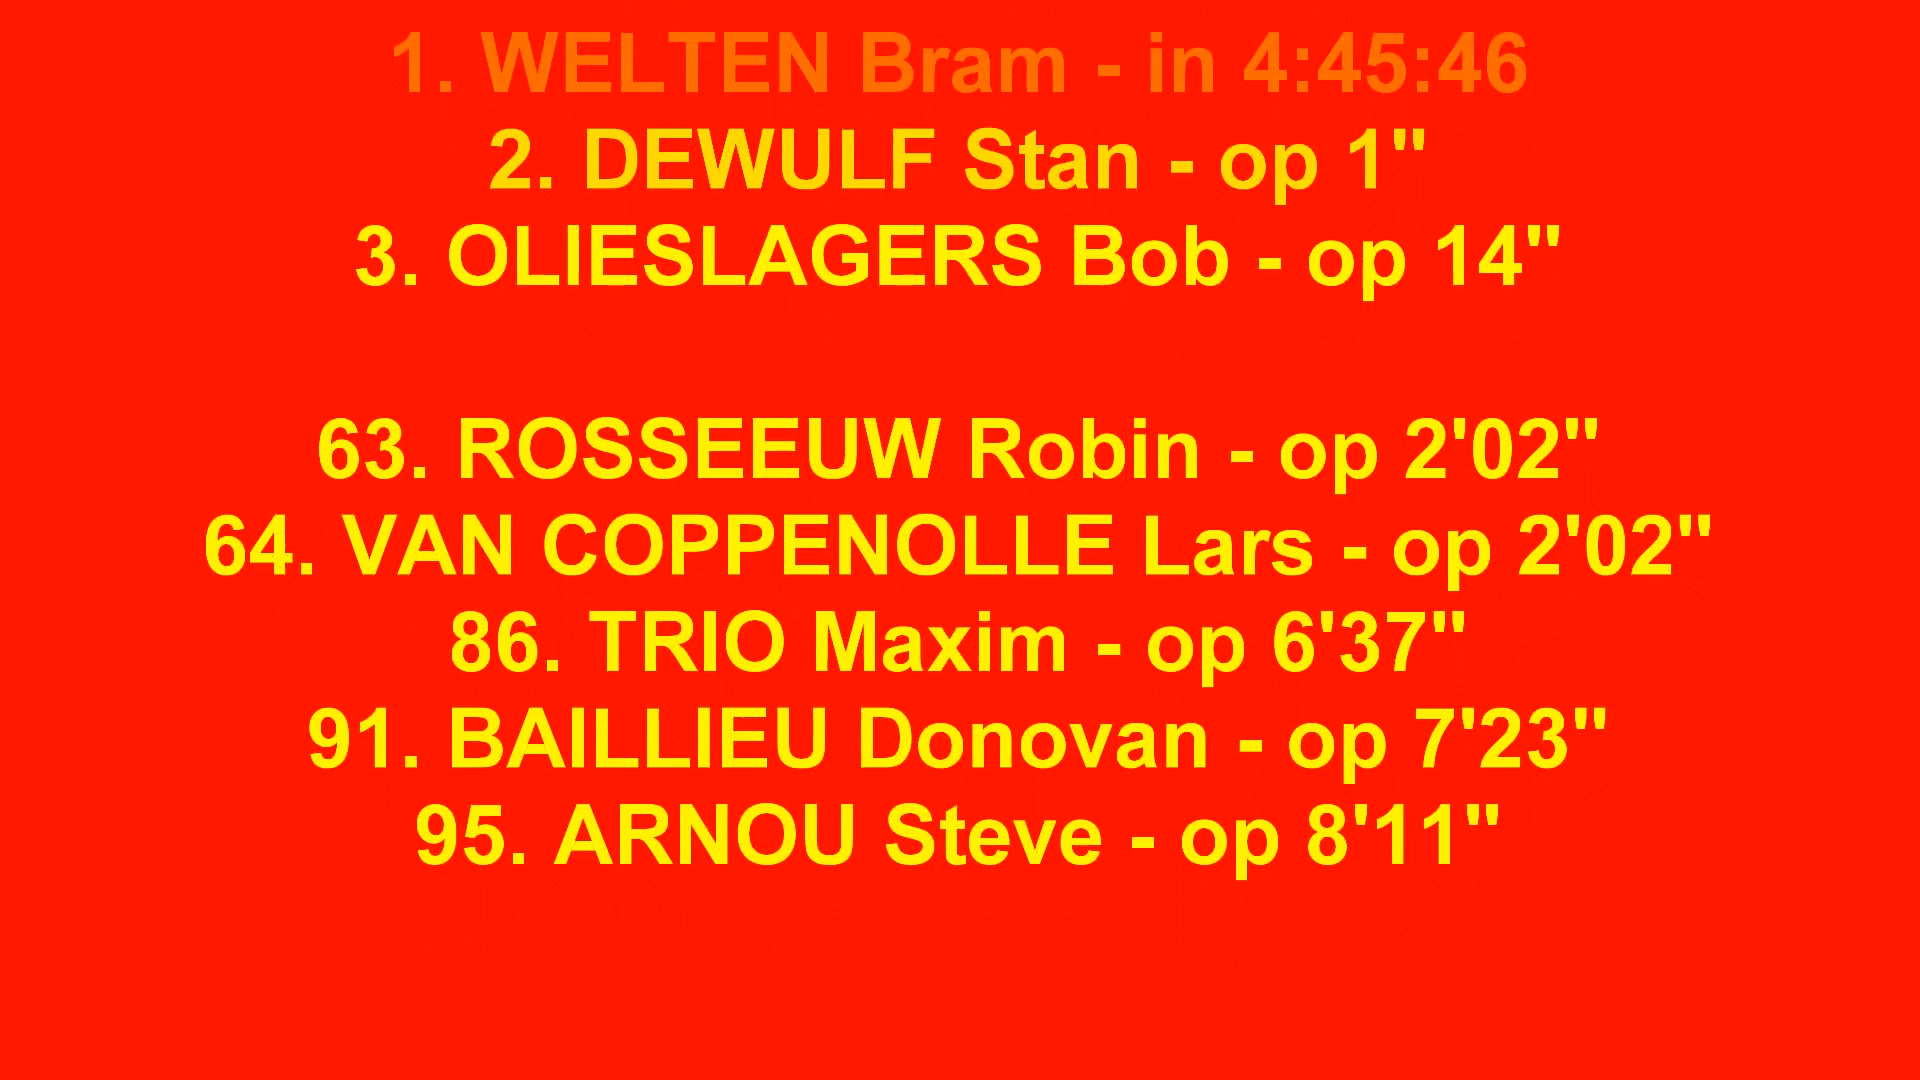 1. WELTEN Bram - in 4:45:46
2. DEWULF Stan - op 1"
3. OLIESLAGERS Bob - op 14"
63. ROSSEEUW Robin - op 2'02"
64. VAN COPPENOLLE Lars - op 2'02"
86. TRIO Maxim - op 6'37"
91. BAILLIEU Donovan - op 7'23"
95. ARNOU Steve - op 8'11"